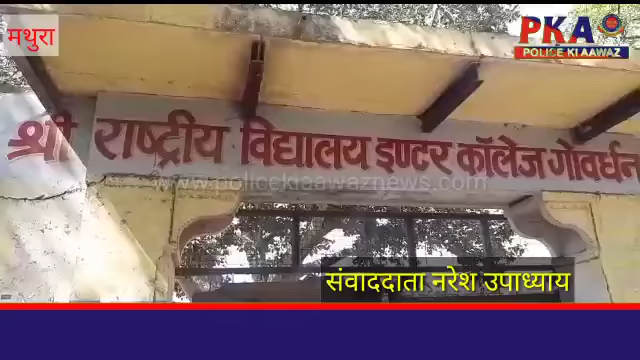 मथुरा
PKA
POLICE KI AAWAZ
श्री राष्ट्रीय विद्यालय इण्टर कॉलेज गोवर्धन
www.policekiaawaznews.com
संवाददाता नरेश उपाध्याय